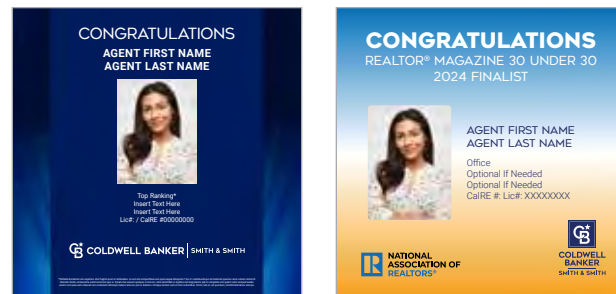 CONGRATULATIONS
AGENT FIRST NAME
AGENT LAST NAME
Top Ranking*
Insert Text Here
Insert Text Here
Lic#: / CalRE #00000000
CB
COLDWELL BANKER
SMITH & SMITH
CONGRATULATIONS
REALTOR® MAGAZINE 30 UNDER 30
2024 FINALIST
AGENT FIRST NAME
AGENT LAST NAME
Office
Optional If Needed
Optional If Needed
CalRE #: Lic#: XXXXXXXX
R
NATIONAL
ASSOCIATION OF
REALTORS®
CB
COLDWELL
BANKER
SMITH & SMITH